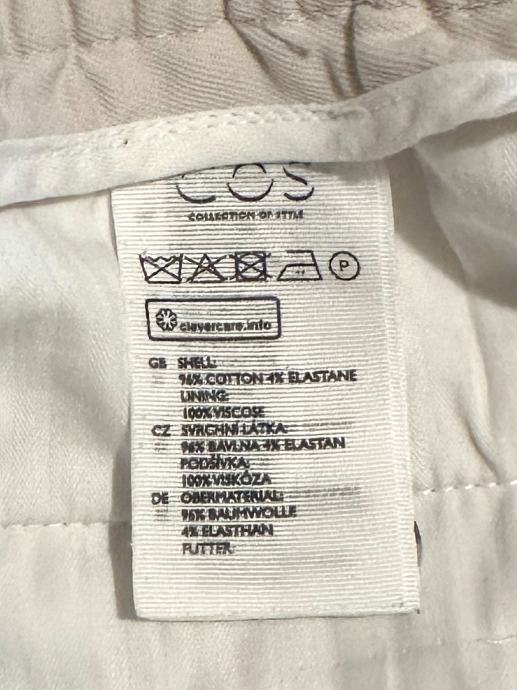 COS
COLLECTION OF STYLE
P
clevercare.info
GB SHELL:
96% COTTON 4% ELASTANE
LINING:
100% VISCOSE
CZ SVRCHNÍ LÁTKA:
96% BAVLNA 4% ELASTAN
PODŠÍVKA:
100% VISKÓZA
DE OBERMATERIAL:
96% BAUMWOLLE
4% ELASTHAN
FUTTER: